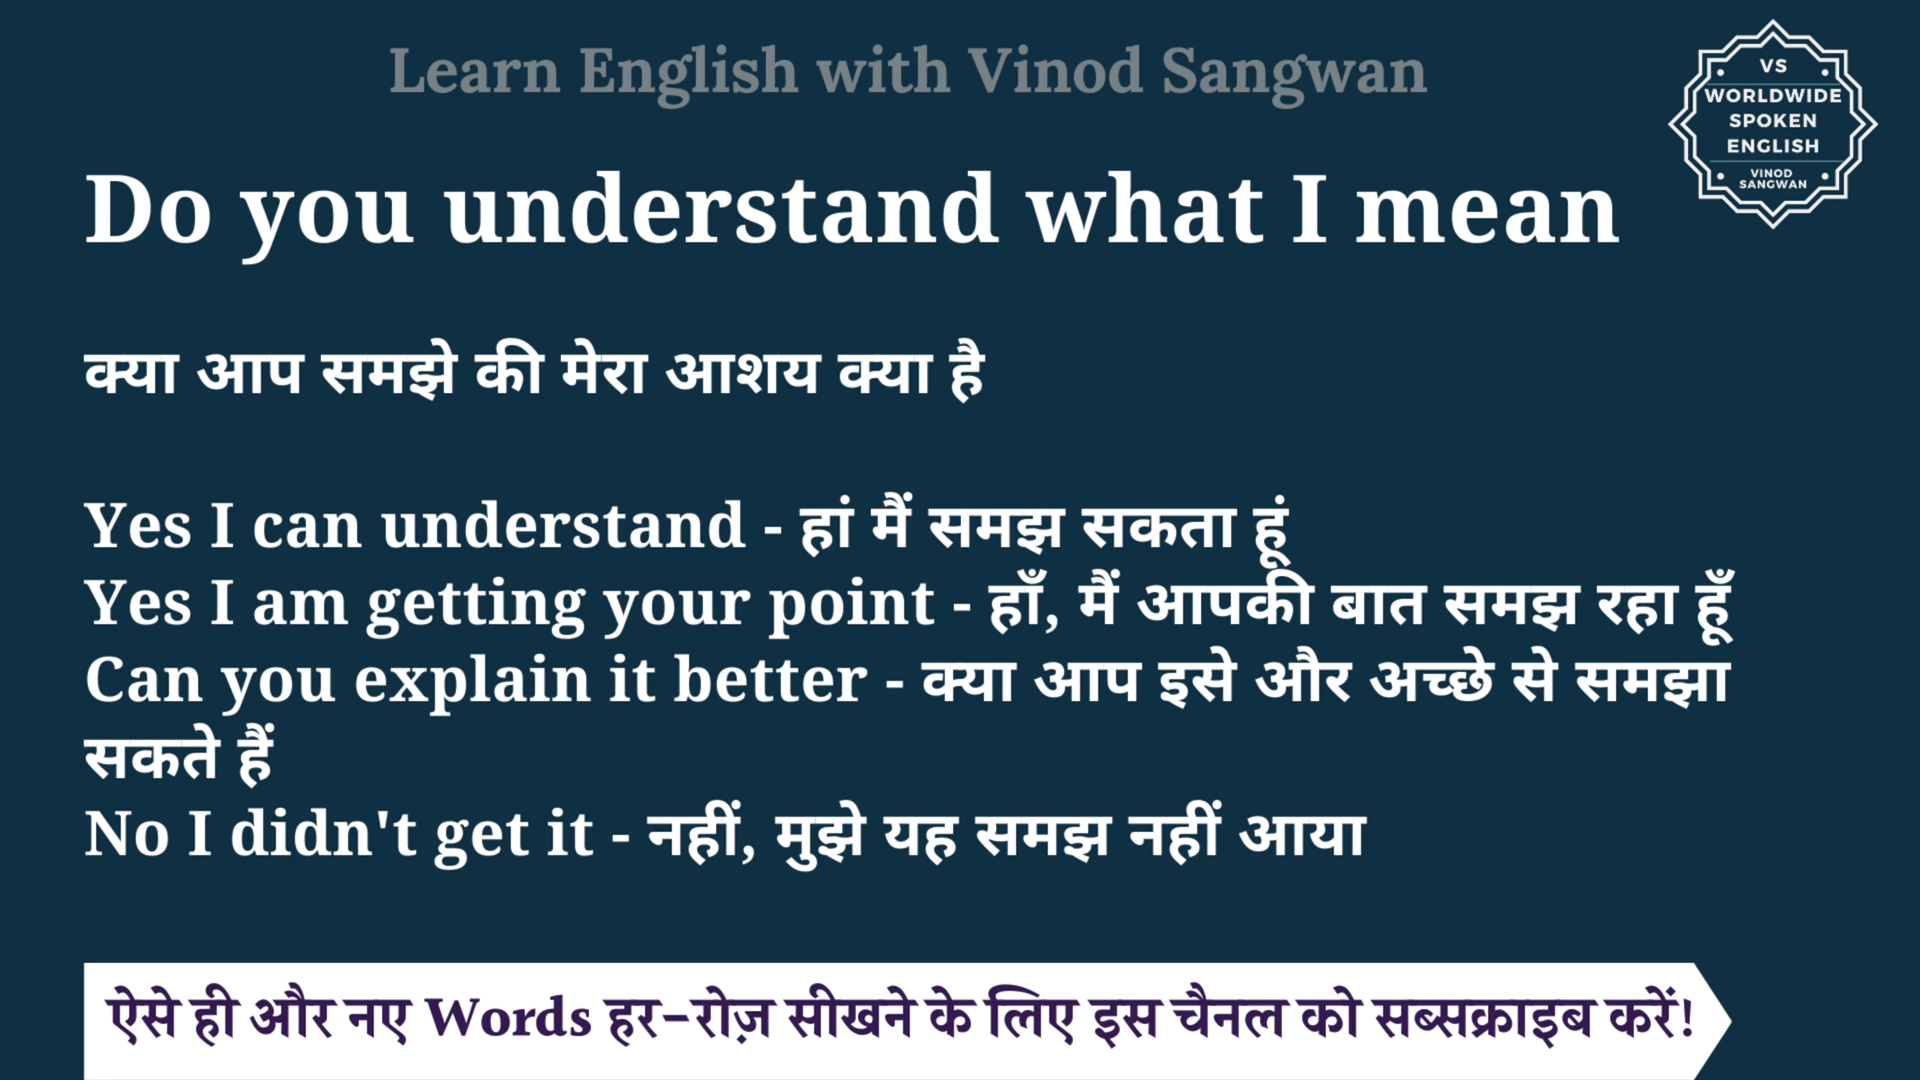 Learn English with Vinod Sangwan
VS
WORLDWIDE
SPOKEN
ENGLISH
VINOD
SANGWAN
Do you understand what I mean
क्या आप समझे की मेरा आशय क्या है
Yes I can understand - हां मैं समझ सकता हूं
Yes I am getting your point - हाँ, मैं आपकी बात समझ रहा हूँ
Can you explain it better - क्या आप इसे और अच्छे से समझा
सकते हैं
No I didn't get it - नहीं, मुझे यह समझ नहीं आया
ऐसे ही और नए Words हर-रोज़ सीखने के लिए इस चैनल को सब्सक्राइब करें!